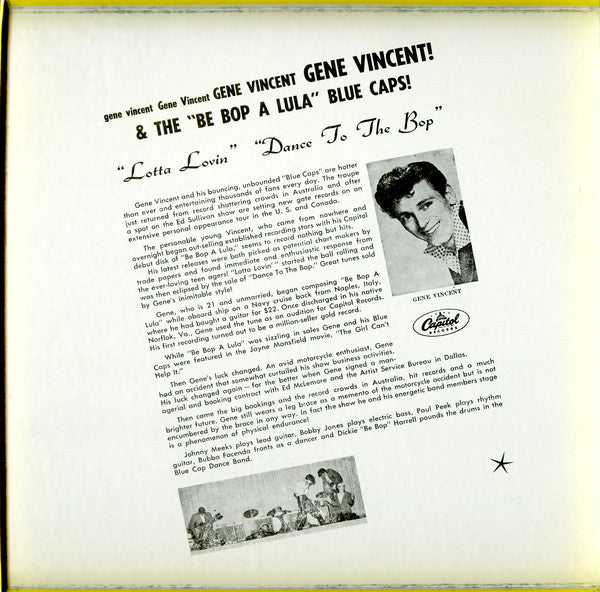 gene vincent Gene Vincent GENE VINCENT GENE VINCENT!
& THE "BE BOP A LULA" BLUE CAPS!
"Lotta Lovin" "Dance To The Bop"
Gene Vincent and his bouncing, unbounded "Blue Caps" are hotter
than ever and entertaining thousands of fans every day. The troupe
just returned from record shattering crowds in Australia and after
a spot on the Ed Sullivan show are setting new gate records on an
extensive personal appearance tour in the U. S. and Canada.
The personable young Vincent, who came from nowhere and
overnight began out-selling established recording stars with his Capitol
debut disk of "Be Bop A Lula," seems to record nothing but hits.
His latest releases were both picked as potential chart makers by
trade papers and found immediate and enthusiastic response from
the ever-loving teen agers! "Lotta Lovin'" started the ball rolling and
was then eclipsed by the sale of "Dance To The Bop." Great tunes sold
by Gene's inimitable style!
Gene, who is 21 and unmarried, began composing "Be Bop A
Lula" while aboard ship on a Navy cruise back from Naples, Italy,
where he had bought a guitar for $22. Once discharged in his native
Norflok, Va., Gene used the tune as an audition for Capitol Records.
His first recording turned out to be a million-seller gold record.
While "Be Bop A Lula" was sizzling in sales Gene and his Blue
Caps were featured in the Jayne Mansfield movie, "The Girl Can't
Help It."
Then Gene's luck changed. An avid motorcycle enthusiast, Gene
had an accident that somewhat curtailed his show business activities.
His luck changed again — for the better when Gene signed a man-
agerial and booking contract with Ed McLemore and the Artist Service Bureau in Dallas.
Then came the big bookings and the record crowds in Australia, hit records and a much
brighter future. Gene still wears a leg brace as a memento of the motorcycle accident but is not
encumbered by the brace in any way. In fact the show he and his energetic band members stage
is a phenomenon of physical endurance!
Johnny Meeks plays lead guitar, Bobby Jones plays electric bass, Paul Peek plays rhythm
guitar, Bubba Facenda fronts as a dancer and Dickie "Be Bop" Harrell pounds the drums in the
Blue Cap Dance Band.
GENE VINCENT
Capitol
RECORDS